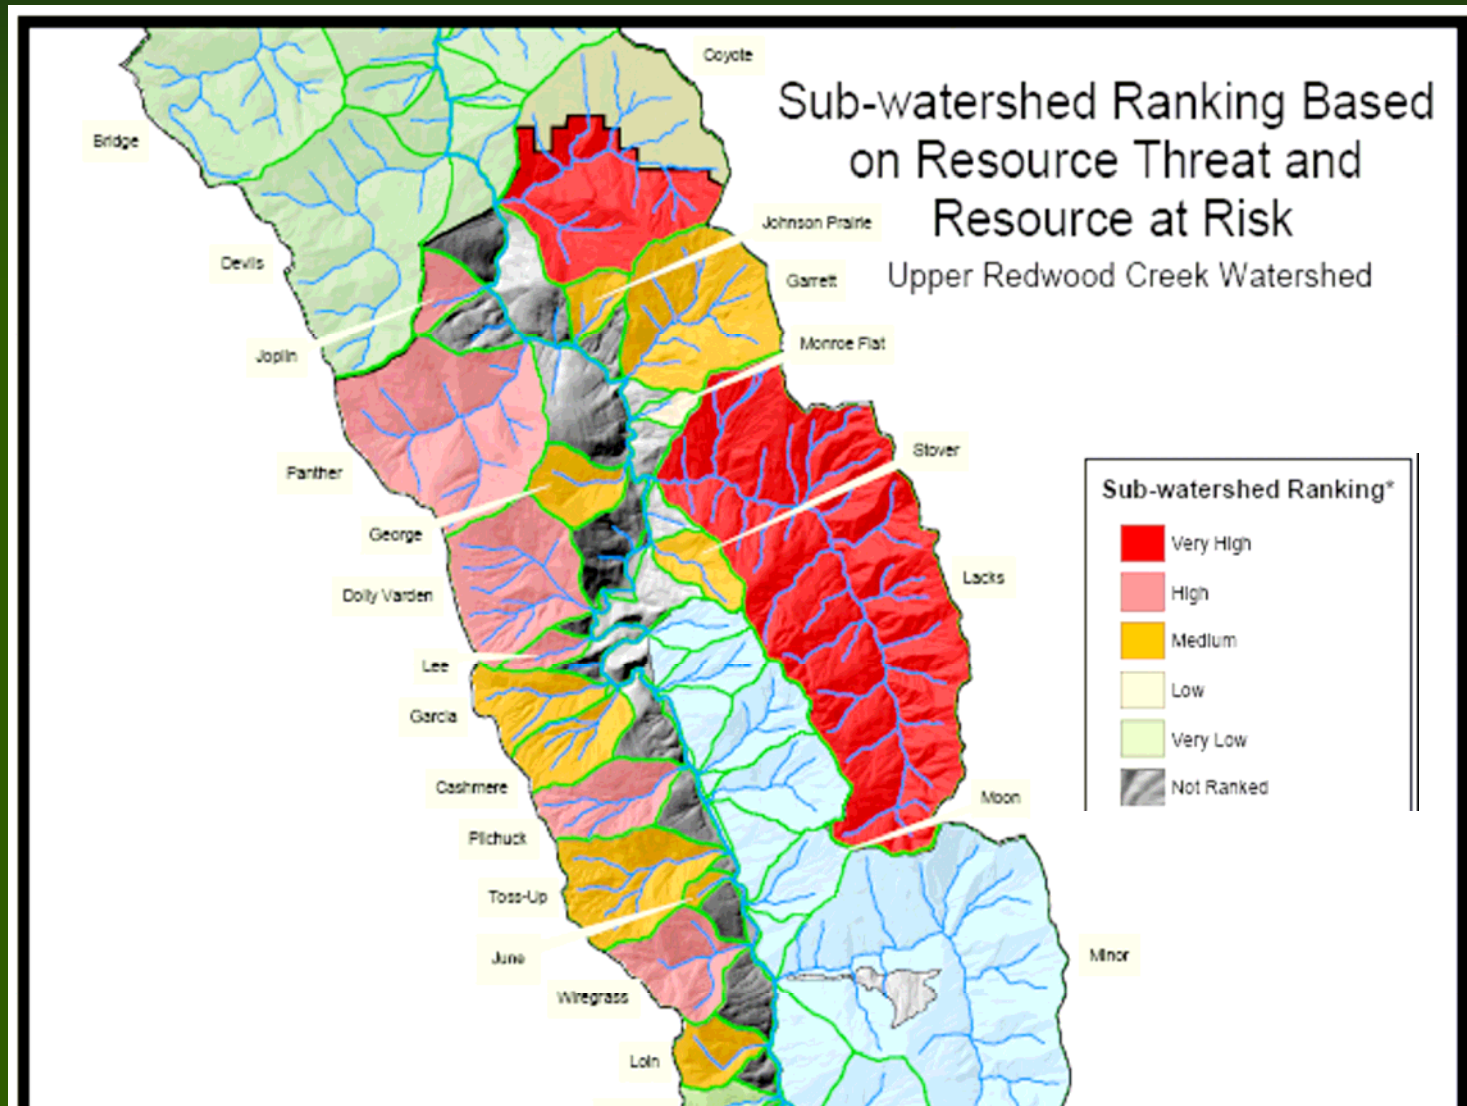 Coyote
Sub-watershed Ranking Based
on Resource Threat and
Resource at Risk
Upper Redwood Creek Watershed
Bridge
Johnson Prairie
Devils
Garrett
Monroe Flat
Joplin
Stover
Panther
George
Dolly Varden
Lacks
Lee
Garcia
Cashmere
Moon
Pilchuck
Toss-Up
June
Minor
Wiregrass
Loin
Sub-watershed Ranking*
Very High
High
Medium
Low
Very Low
Not Ranked